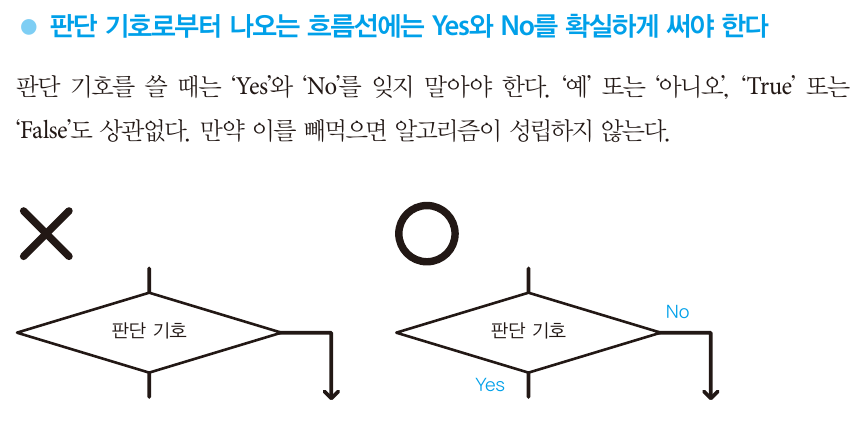 ● 판단 기호로부터 나오는 흐름선에는 Yes와 No를 확실하게 써야 한다
판단 기호를 쓸 때는 ‘Yes’와 ‘No’를 잊지 말아야 한다. ‘예’ 또는 ‘아니오’, ‘True’ 또는
‘False’도 상관없다. 만약 이를 빼먹으면 알고리즘이 성립하지 않는다.
판단 기호
판단 기호
No
Yes